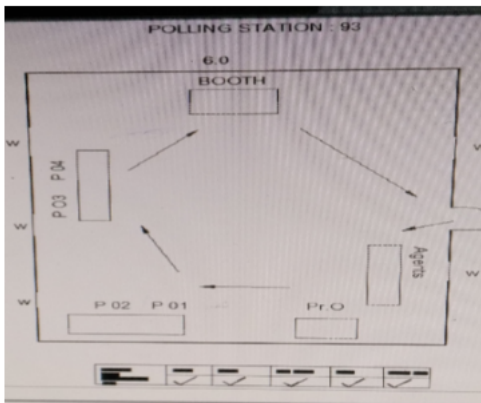 POLLING STATION : 93
6.0
BOOTH
W
W
P 03 P 04
W
W
Agents
W
W
P 02 P 01
Pr.O